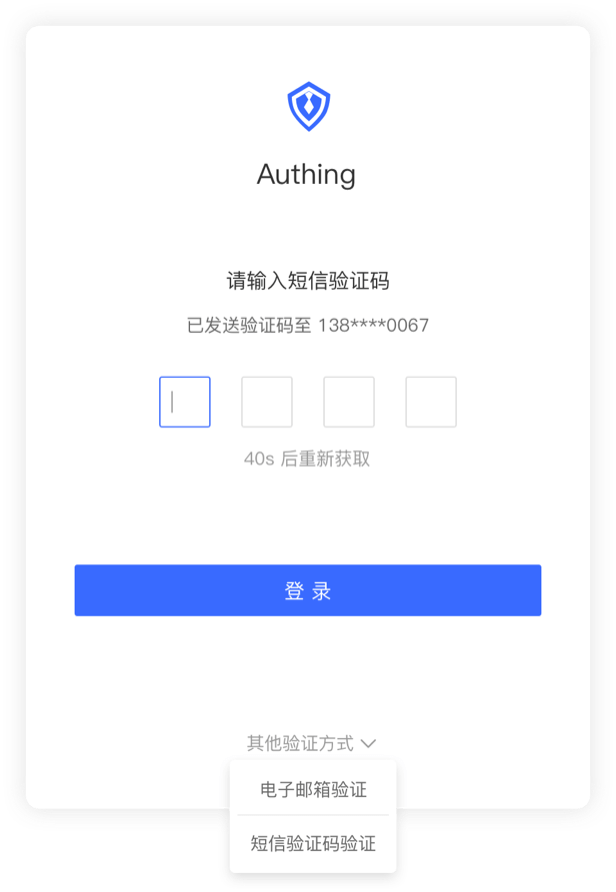 Authing
请输入短信验证码
已发送验证码至 138****0067
40s 后重新获取
登 录
其他验证方式
电子邮箱验证
短信验证码验证